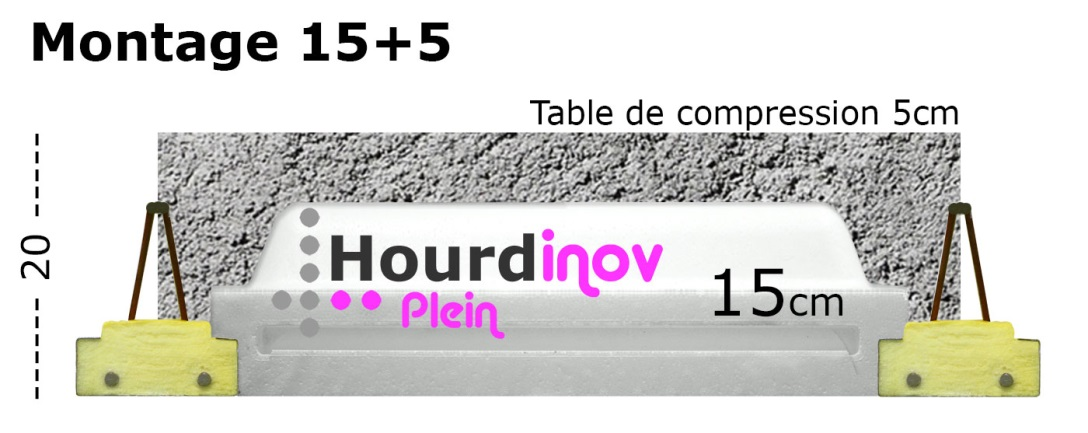 Montage 15+5
Table de compression 5cm
20
Hourdinov
Plein
15cm